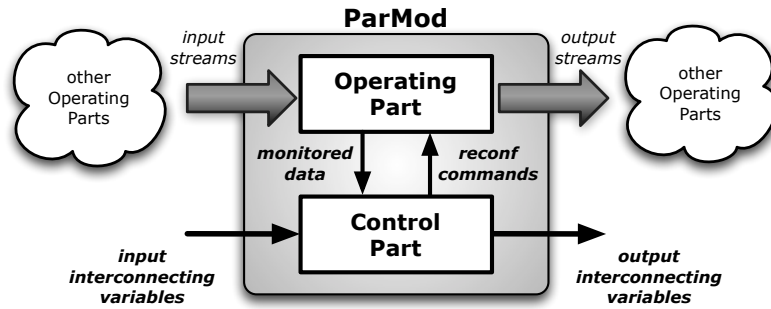 ParMod
input
streams
output
streams
other
Operating
Parts
Operating
Part
other
Operating
Parts
monitored
data
reconf
commands
Control
Part
input
interconnecting
variables
output
interconnecting
variables